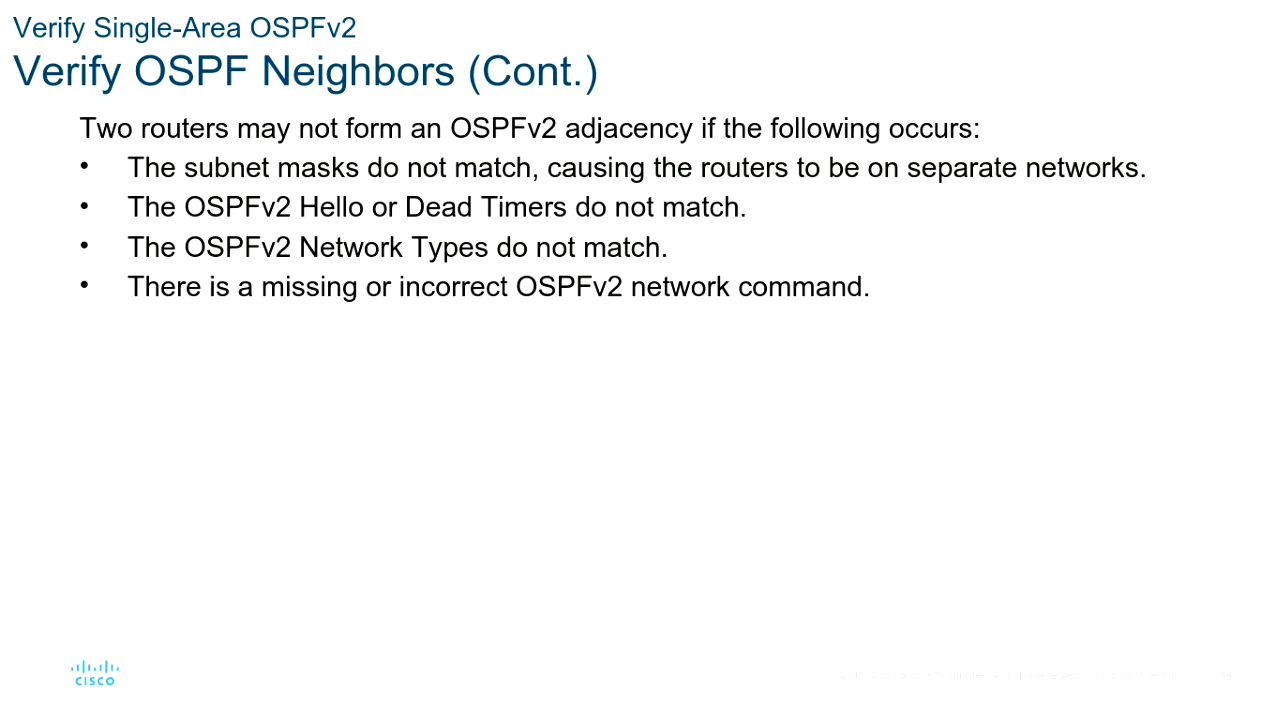 Verify Single-Area OSPFv2
Verify OSPF Neighbors (Cont.)
Two routers may not form an OSPFv2 adjacency if the following occurs:
• The subnet masks do not match, causing the routers to be on separate networks.
• The OSPFv2 Hello or Dead Timers do not match.
• The OSPFv2 Network Types do not match.
• There is a missing or incorrect OSPFv2 network command.
CISCO